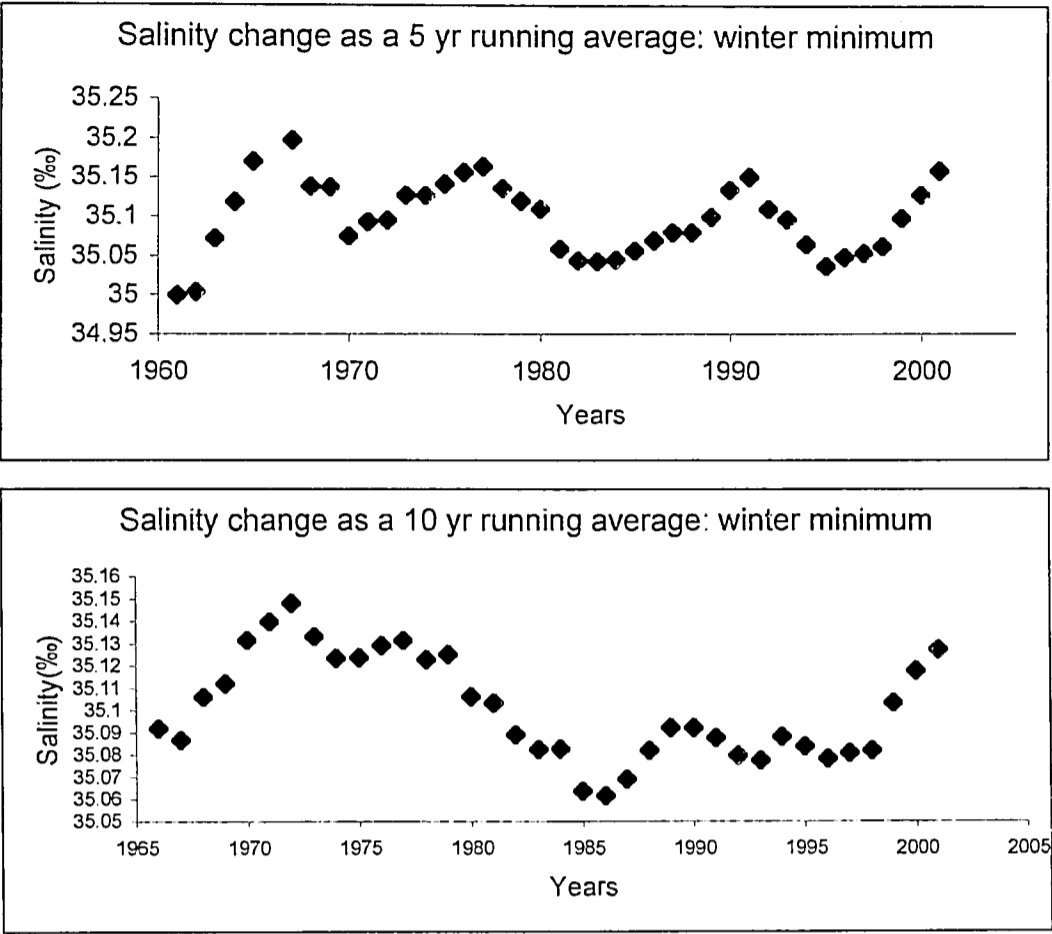 Salinity change as a 5 yr running average: winter minimum
35.25
35.2
35.15
35.1
35.05
35
34.95
Salinity (‰)
1960 1970 1980 1990 2000
Years
Salinity change as a 10 yr running average: winter minimum
35.16
35.15
35.14
35.13
35.12
35.11
35.1
35.09
35.08
35.07
35.06
35.05
Salinity(‰)
1965 1970 1975 1980 1985 1990 1995 2000 2005
Years